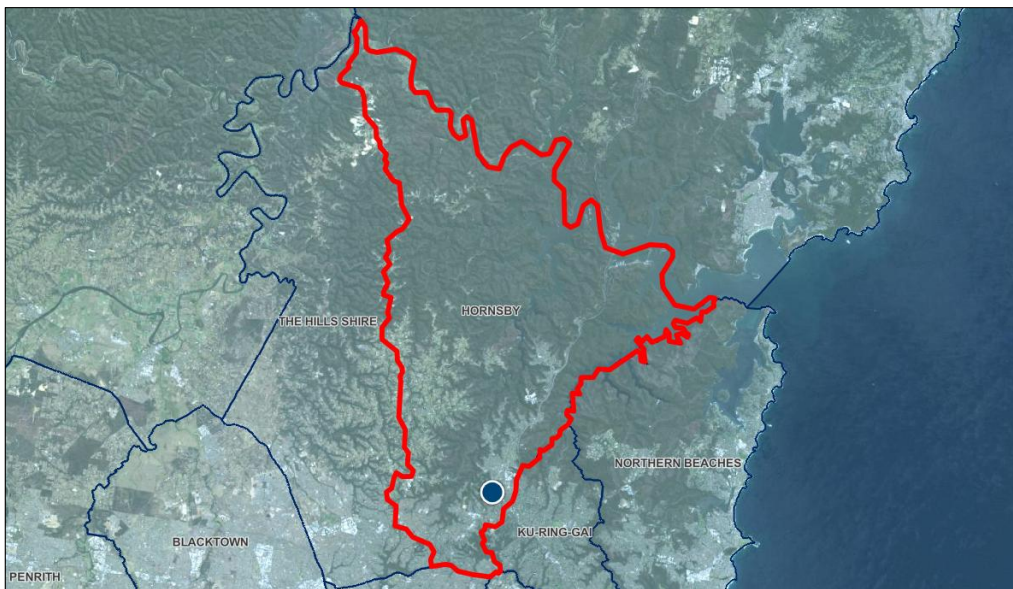 HORNSBY
THE HILLS SHIRE
NORTHERN BEACHES
KU-RING-GAI
BLACKTOWN
PENRITH